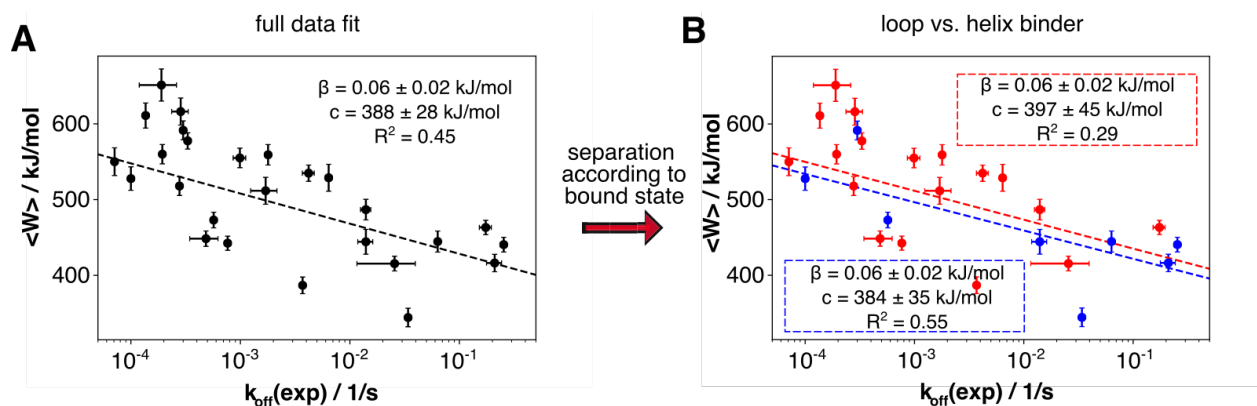 A
full data fit
β = 0.06 ± 0.02 kJ/mol
c = 388 ± 28 kJ/mol
R² = 0.45
<W> / kJ/mol
600
500
400
10⁻⁴
10⁻³
10⁻²
10⁻¹
k_off(exp) / 1/s
separation
according to
bound state
B
loop vs. helix binder
β = 0.06 ± 0.02 kJ/mol
c = 397 ± 45 kJ/mol
R² = 0.29
β = 0.06 ± 0.02 kJ/mol
c = 384 ± 35 kJ/mol
R² = 0.55
<W> / kJ/mol
600
500
400
10⁻⁴
10⁻³
10⁻²
10⁻¹
k_off(exp) / 1/s